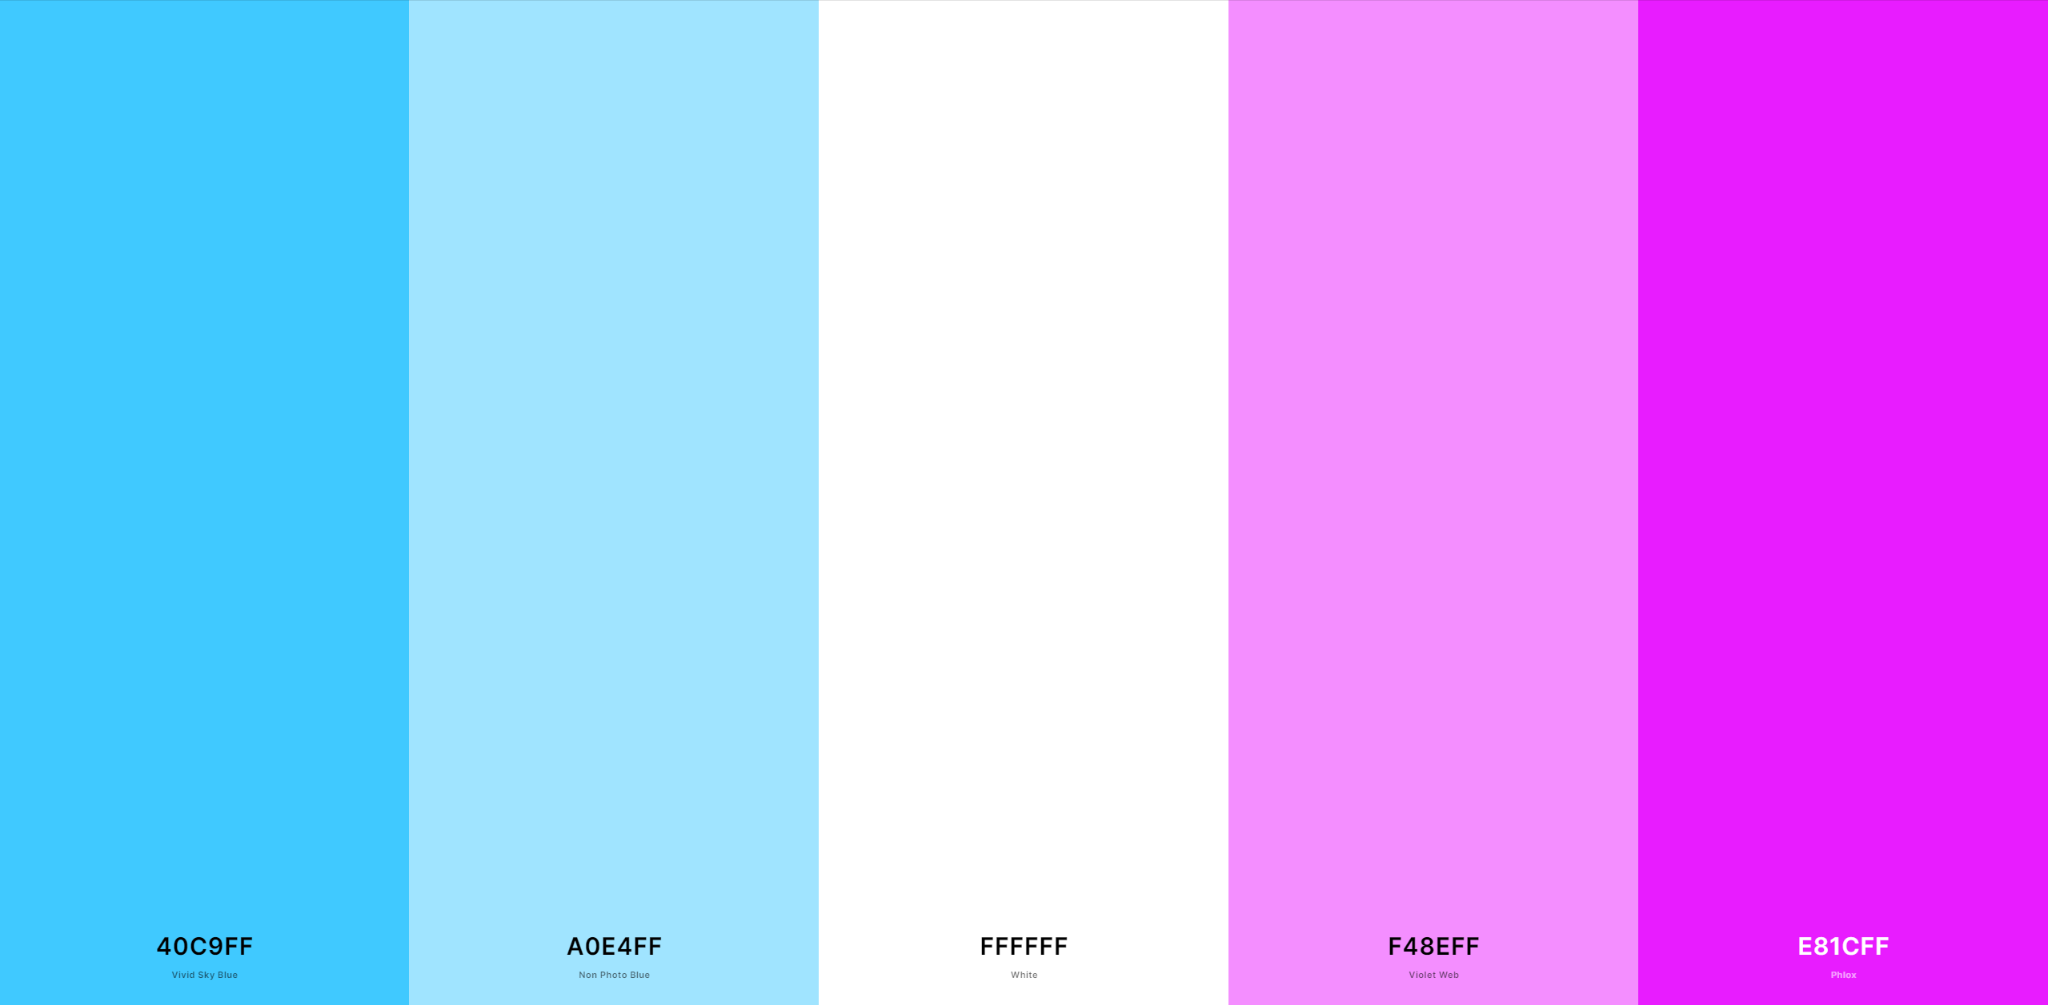 40C9FF
Vivid Sky Blue
A0E4FF
Non Photo Blue
FFFFFF
White
F48EFF
Violet Web
E81CFF
Phlox